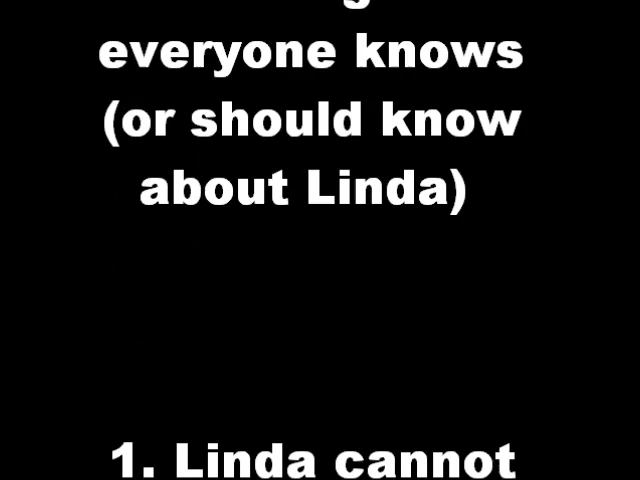 everyone knows
(or should know
about Linda)
1. Linda cannot